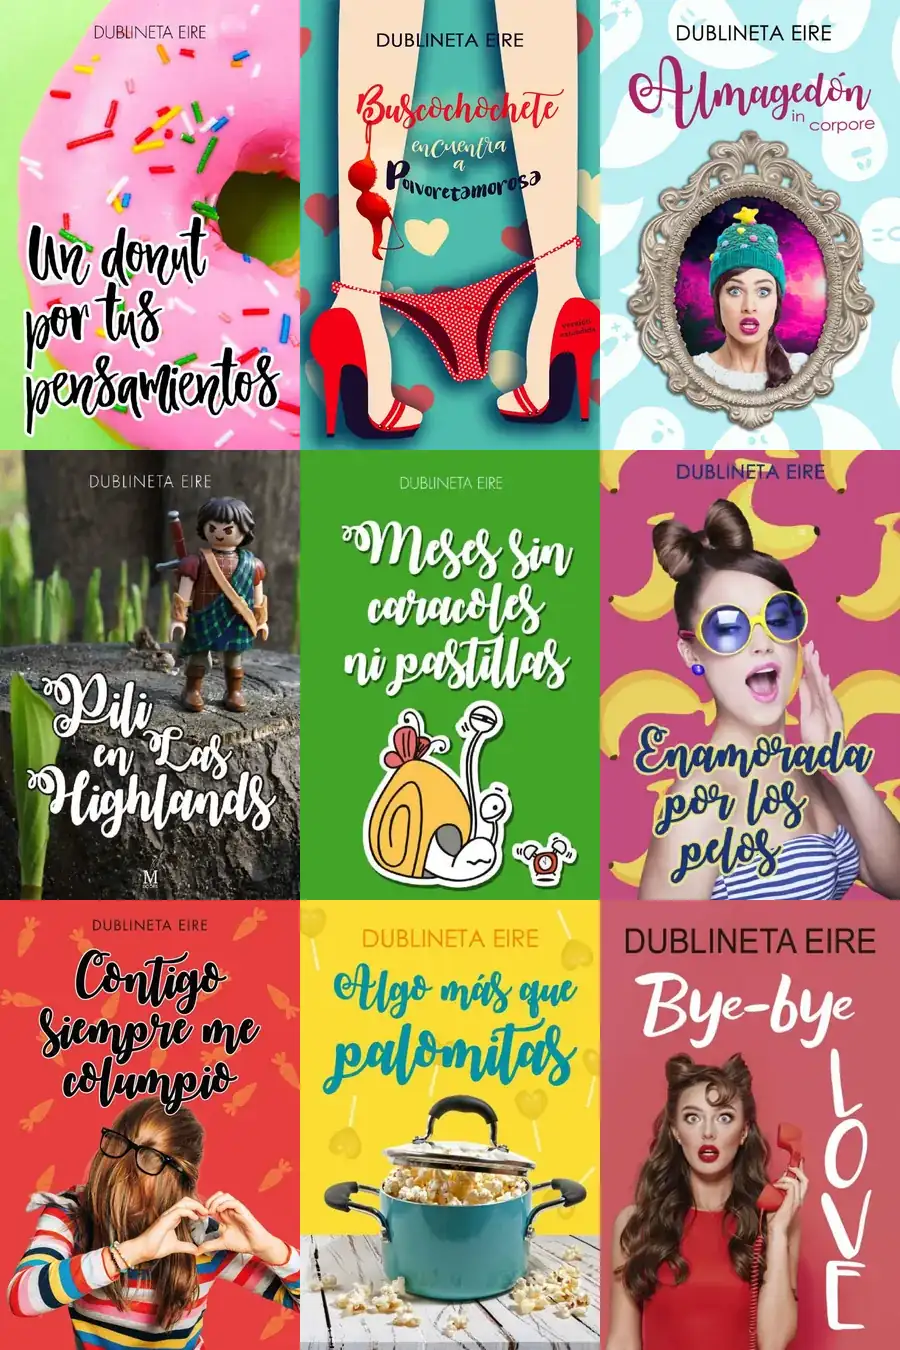 DUBLINETA EIRE
Un donut
por tus
pensamientos
DUBLINETA EIRE
Buscochochete
encuentra
a
Polvoretamorosa
DUBLINETA EIRE
Almagedón
in corpore
DUBLINETA EIRE
Pili
en Las
Highlands
M
DUBLINETA EIRE
Meses sin
caracoles
ni pastillas
DUBLINETA EIRE
Enamorada
por los
pelos
DUBLINETA EIRE
Contigo
siempre me
columpio
DUBLINETA EIRE
Algo más que
palomitas
DUBLINETA EIRE
Bye-bye
LOVE